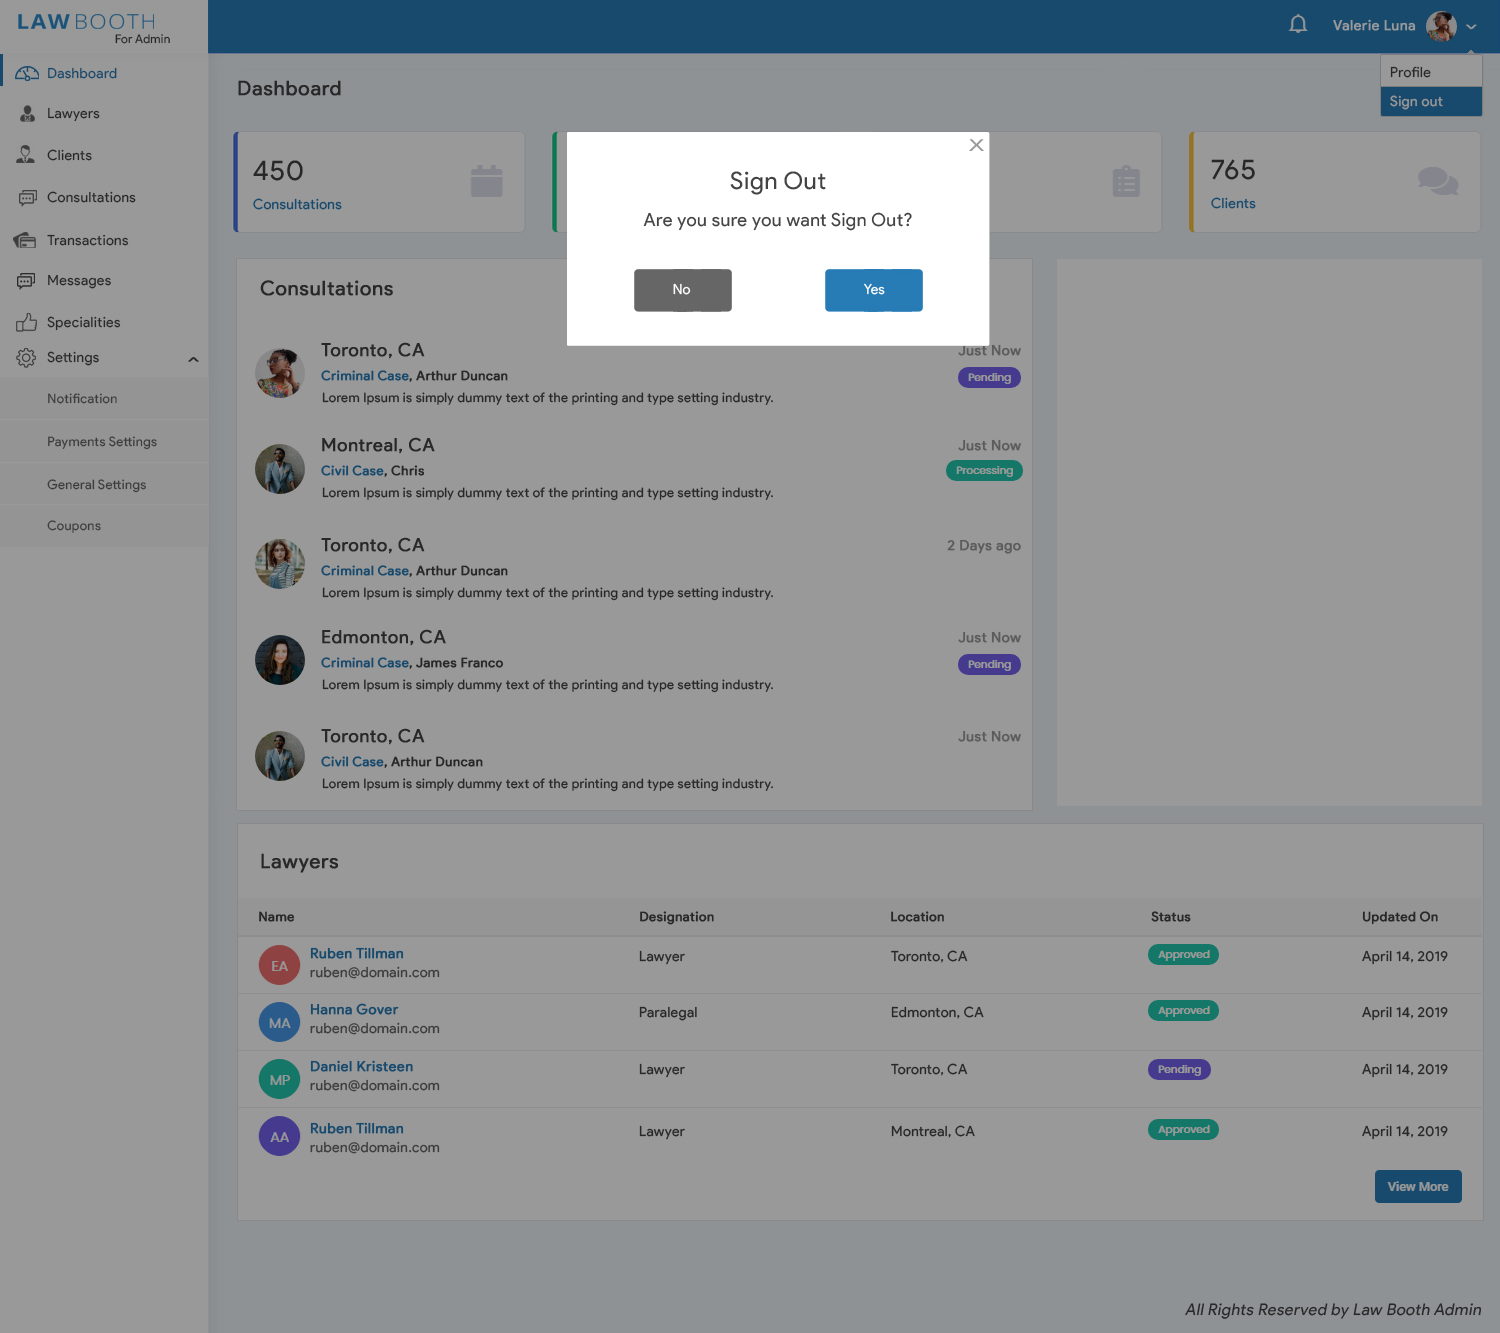 LAW BOOTH
For Admin
Valerie Luna
Profile
Sign out
Dashboard
Lawyers
Clients
Consultations
Transactions
Messages
Specialities
Settings
Notification
Payments Settings
General Settings
Coupons
Dashboard
450
Consultations
765
Clients
Sign Out
Are you sure you want Sign Out?
No
Yes
Consultations
Toronto, CA
Just Now
Criminal Case, Arthur Duncan
Pending
Lorem Ipsum is simply dummy text of the printing and type setting industry.
Montreal, CA
Just Now
Civil Case, Chris
Processing
Lorem Ipsum is simply dummy text of the printing and type setting industry.
Toronto, CA
2 Days ago
Criminal Case, Arthur Duncan
Lorem Ipsum is simply dummy text of the printing and type setting industry.
Edmonton, CA
Just Now
Criminal Case, James Franco
Pending
Lorem Ipsum is simply dummy text of the printing and type setting industry.
Toronto, CA
Just Now
Civil Case, Arthur Duncan
Lorem Ipsum is simply dummy text of the printing and type setting industry.
Lawyers
Name Designation Location Status Updated On
EA Ruben Tillman Lawyer Toronto, CA Approved April 14, 2019
ruben@domain.com
MA Hanna Gover Paralegal Edmonton, CA Approved April 14, 2019
ruben@domain.com
MP Daniel Kristeen Lawyer Toronto, CA Pending April 14, 2019
ruben@domain.com
AA Ruben Tillman Lawyer Montreal, CA Approved April 14, 2019
ruben@domain.com
View More
All Rights Reserved by Law Booth Admin